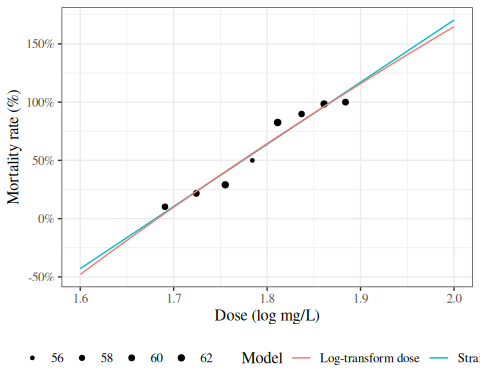 150%
100%
50%
0%
-50%
Mortality rate (%)
1.6 1.7 1.8 1.9 2.0
Dose (log mg/L)
56 58 60 62 Model Log-transform dose Strai